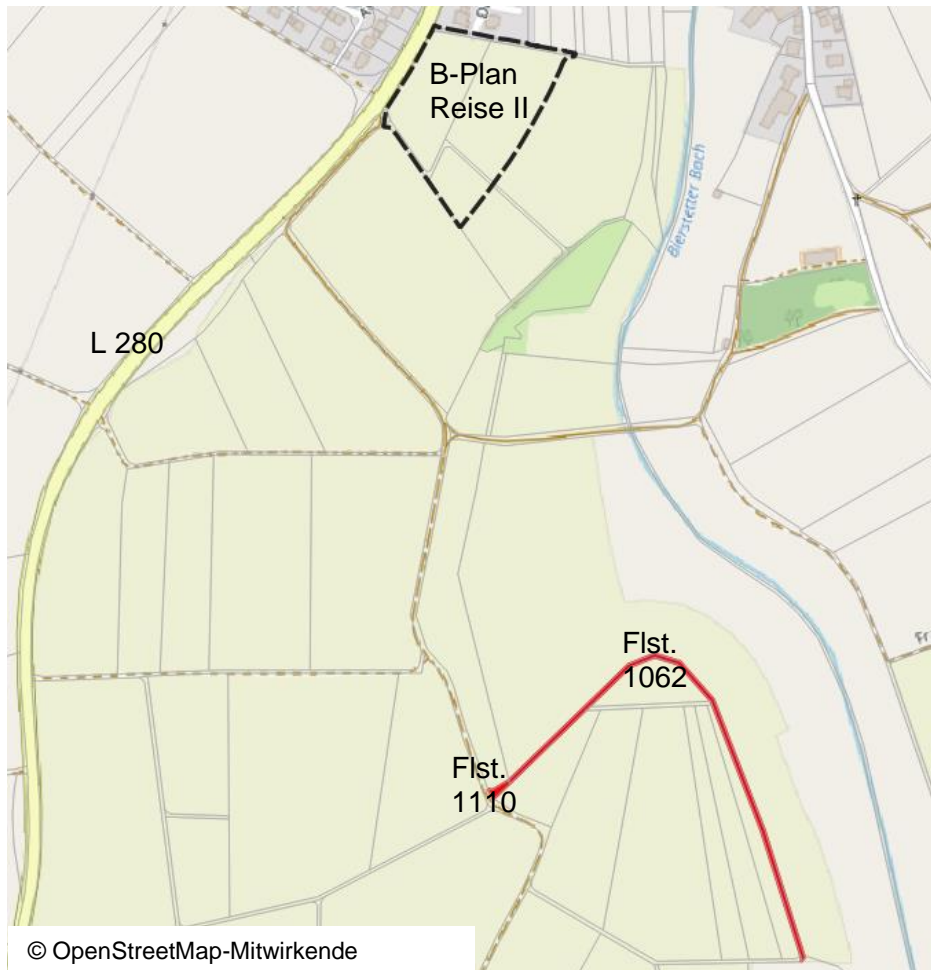 B-Plan
Reise II
Bierstetter Bach
L 280
Flst.
1062
Flst.
1110
© OpenStreetMap-Mitwirkende